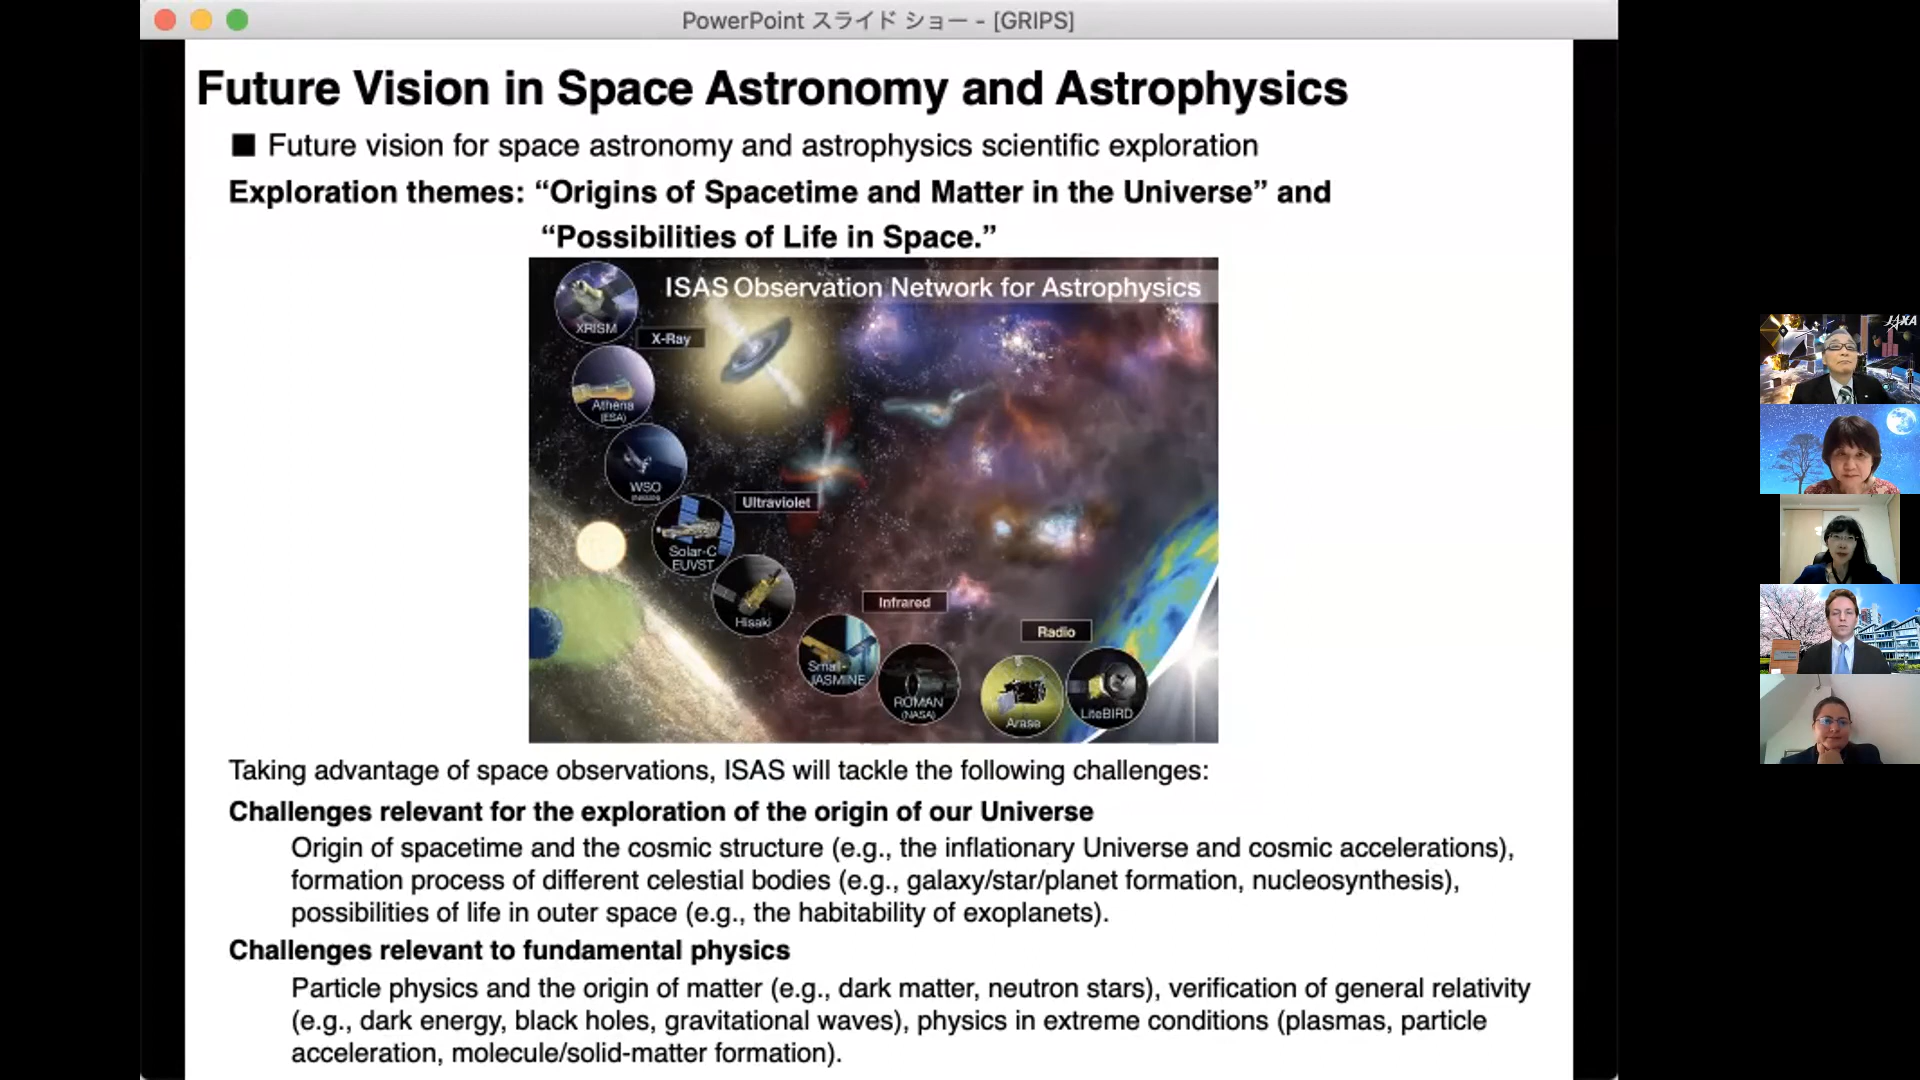 PowerPoint スライド ショー - [GRIPS]
Future Vision in Space Astronomy and Astrophysics
■ Future vision for space astronomy and astrophysics scientific exploration
Exploration themes: “Origins of Spacetime and Matter in the Universe” and
“Possibilities of Life in Space.”
ISAS Observation Network for Astrophysics
XRISM
X-Ray
Athena
(ESA)
WSO
Ultraviolet
Solar-C
EUVST
Hisaki
Infrared
Small-
JASMINE
ROMAN
(NASA)
Radio
Arase
LiteBIRD
Taking advantage of space observations, ISAS will tackle the following challenges:
Challenges relevant for the exploration of the origin of our Universe
Origin of spacetime and the cosmic structure (e.g., the inflationary Universe and cosmic accelerations),
formation process of different celestial bodies (e.g., galaxy/star/planet formation, nucleosynthesis),
possibilities of life in outer space (e.g., the habitability of exoplanets).
Challenges relevant to fundamental physics
Particle physics and the origin of matter (e.g., dark matter, neutron stars), verification of general relativity
(e.g., dark energy, black holes, gravitational waves), physics in extreme conditions (plasmas, particle
acceleration, molecule/solid-matter formation).
JAXA